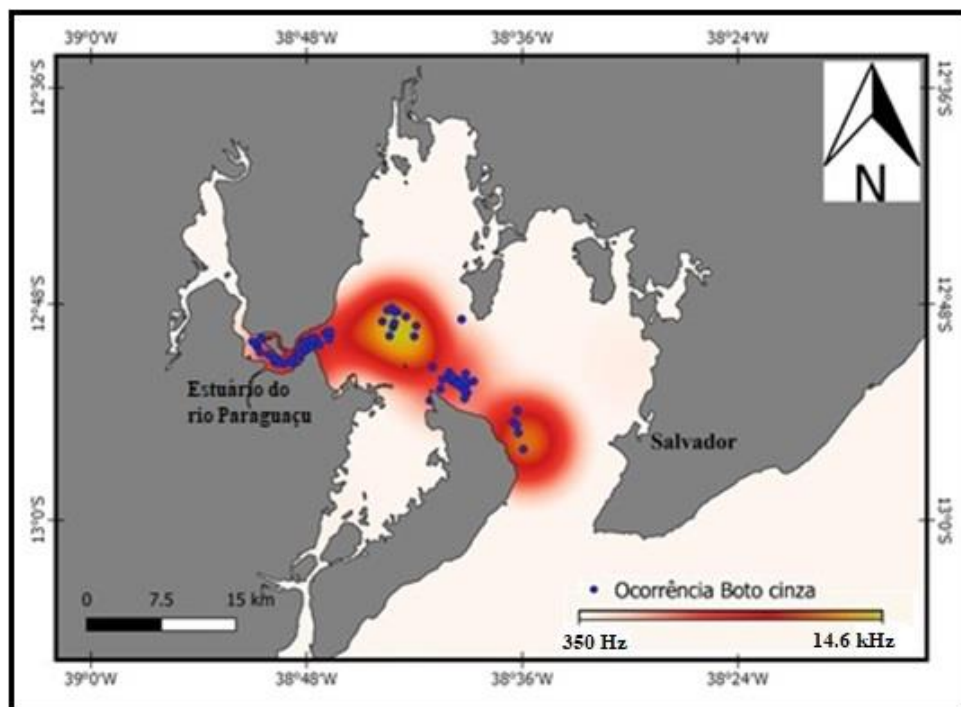 39°0'W 38°48'W 38°36'W 38°24'W
12°36'S 12°36'S
N
12°48'S 12°48'S
Estuário do
rio Paraguaçu
Salvador
13°0'S 13°0'S
0 7.5 15 km
Ocorrência Boto cinza
350 Hz 14.6 kHz
39°0'W 38°48'W 38°36'W 38°24'W